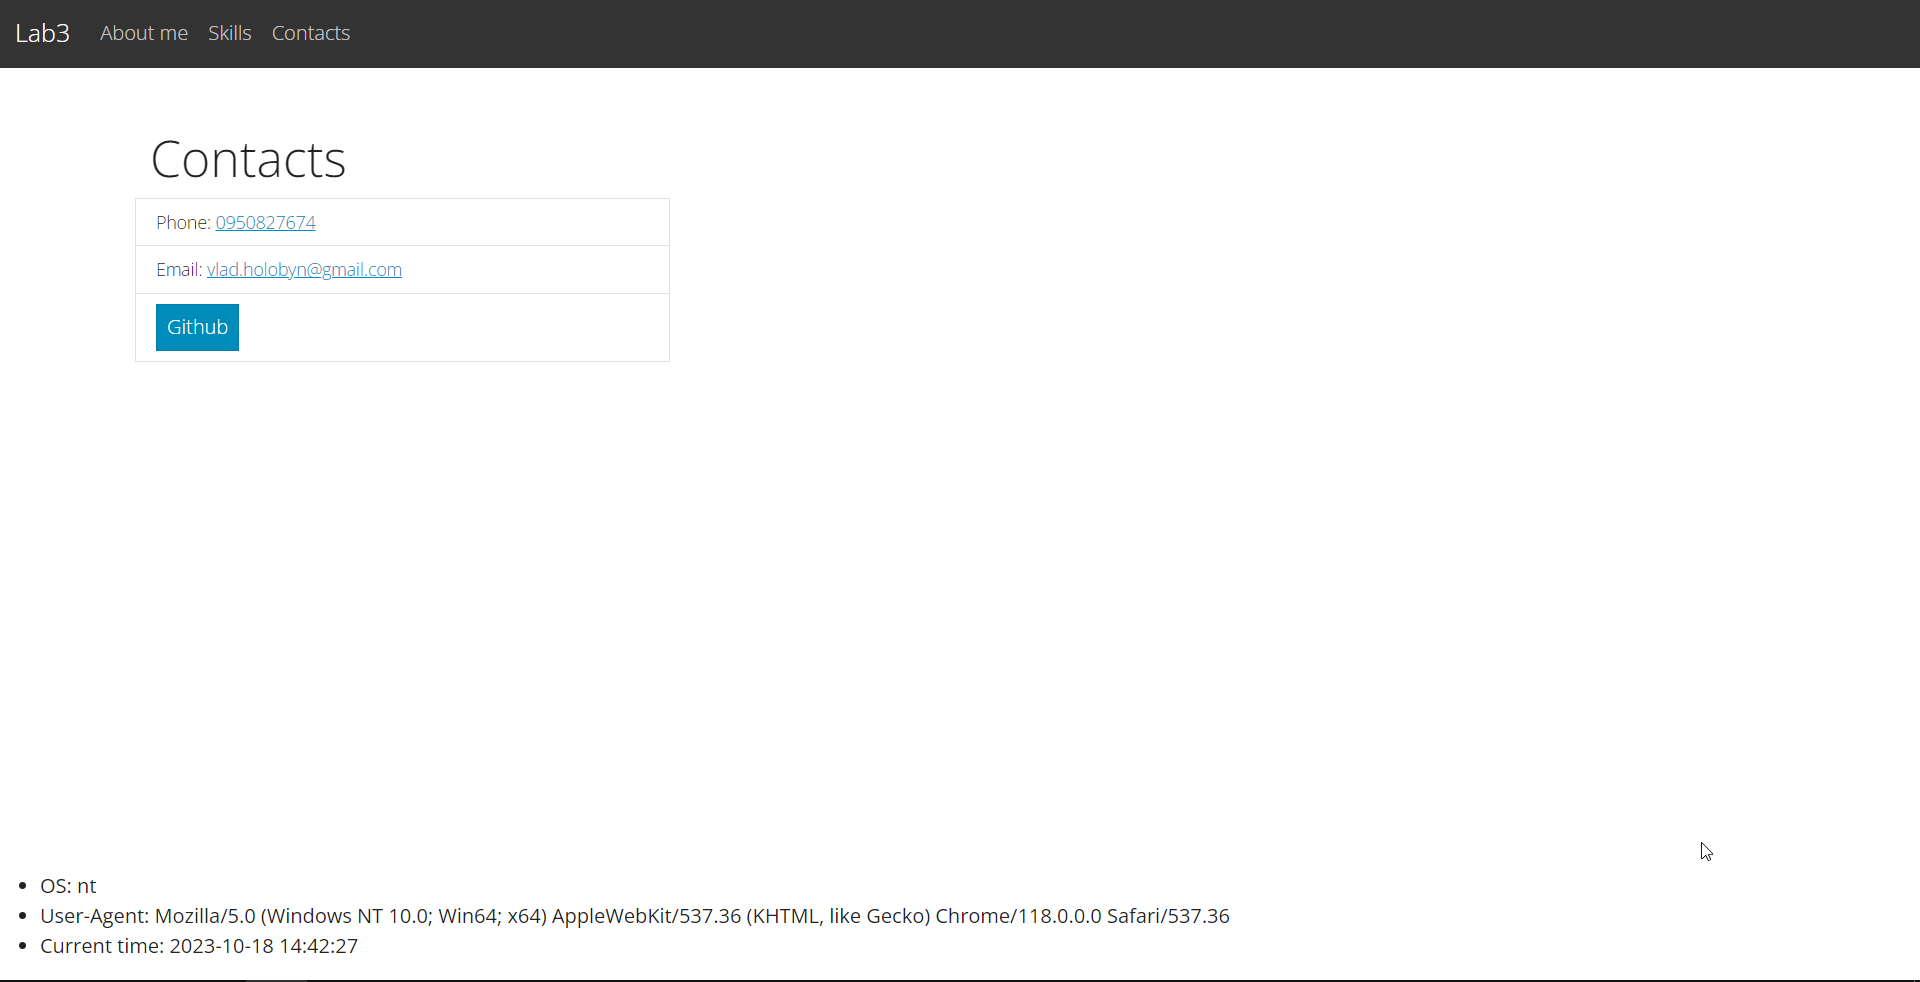 Lab3 About me Skills Contacts
Contacts
Phone: 0950827674
Email: vlad.holobyn@gmail.com
Github
OS: nt
User-Agent: Mozilla/5.0 (Windows NT 10.0; Win64; x64) AppleWebKit/537.36 (KHTML, like Gecko) Chrome/118.0.0.0 Safari/537.36
Current time: 2023-10-18 14:42:27